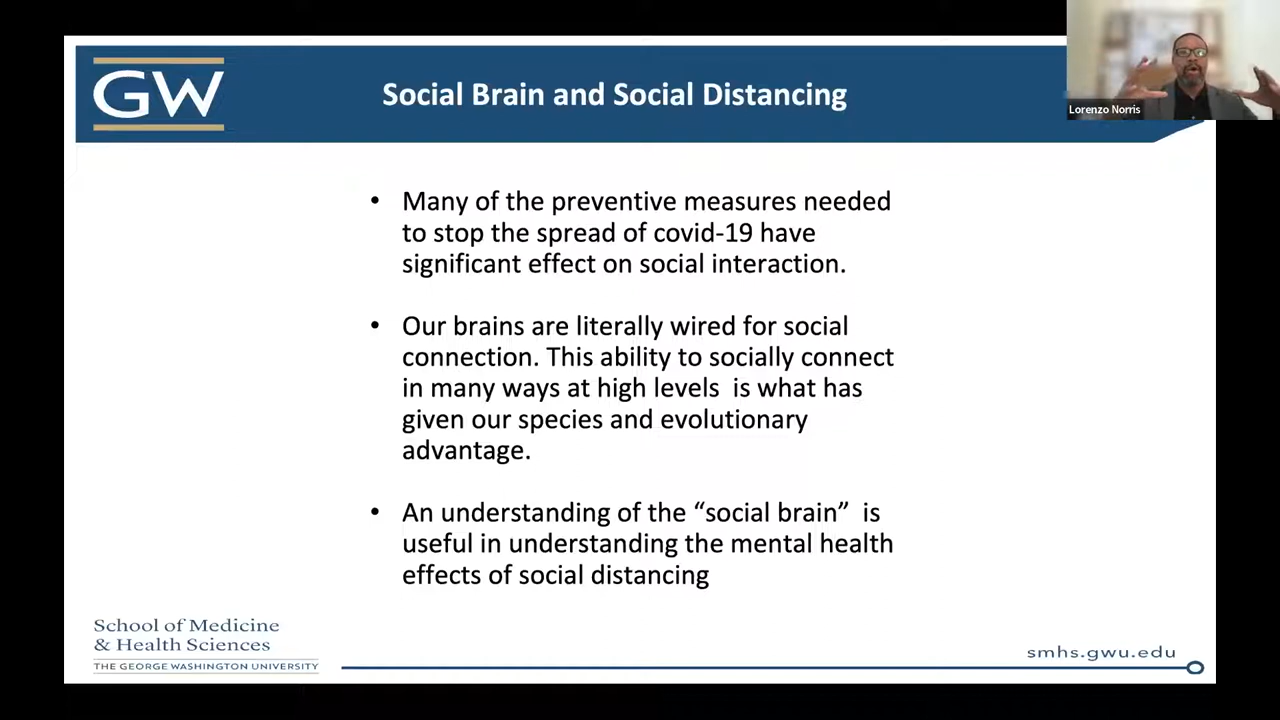 GW
Social Brain and Social Distancing
Lorenzo Norris
• Many of the preventive measures needed
to stop the spread of covid-19 have
significant effect on social interaction.
• Our brains are literally wired for social
connection. This ability to socially connect
in many ways at high levels  is what has
given our species and evolutionary
advantage.
• An understanding of the “social brain”  is
useful in understanding the mental health
effects of social distancing
School of Medicine
& Health Sciences
THE GEORGE WASHINGTON UNIVERSITY
smhs.gwu.edu